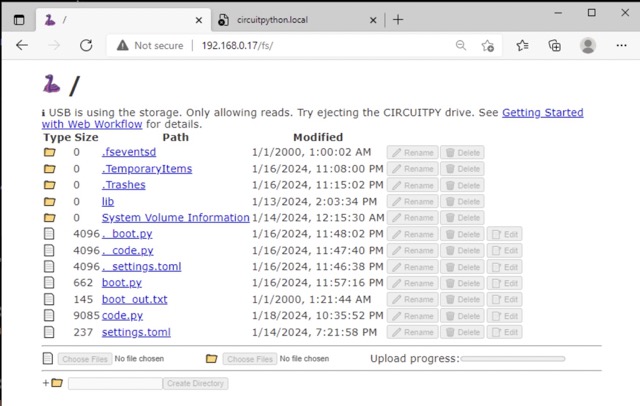 /
circuitpython.local
Not secure 192.168.0.17/fs/
/
i USB is using the storage. Only allowing reads. Try ejecting the CIRCUITPY drive. See Getting Started
with Web Workflow for details.
Type Size Path Modified
0 .fseventsd 1/1/2000, 1:00:02 AM Rename Delete
0 .TemporaryItems 1/16/2024, 11:08:00 PM Rename Delete
0 .Trashes 1/16/2024, 11:15:02 PM Rename Delete
0 lib 1/13/2024, 2:03:34 PM Rename Delete
0 System Volume Information 1/14/2024, 12:15:30 AM Rename Delete
4096 ._boot.py 1/16/2024, 11:48:02 PM Rename Delete Edit
4096 ._code.py 1/16/2024, 11:47:40 PM Rename Delete Edit
4096 ._settings.toml 1/16/2024, 11:46:38 PM Rename Delete Edit
662 boot.py 1/16/2024, 11:57:16 PM Rename Delete Edit
145 boot_out.txt 1/1/2000, 1:21:44 AM Rename Delete Edit
9085 code.py 1/18/2024, 10:35:52 PM Rename Delete Edit
237 settings.toml 1/14/2024, 7:21:58 PM Rename Delete Edit
Choose Files No file chosen Choose Files No file chosen Upload progress:
+ Create Directory